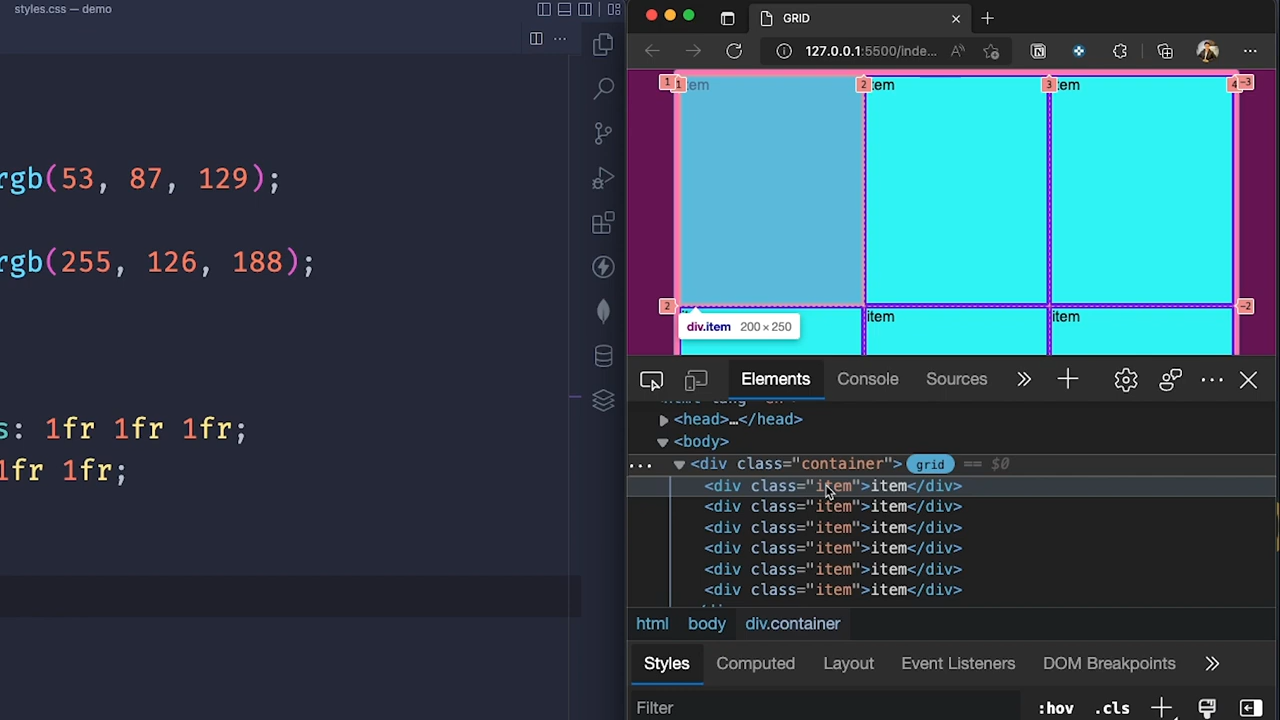 styles.css — demo
rgb(53, 87, 129);
rgb(255, 126, 188);
s: 1fr 1fr 1fr;
1fr 1fr;
GRID
127.0.0.1:5500/inde...
1 1 item 2 item 3 item 4 -3
2 item item -2
div.item 200 × 250
Elements Console Sources
<head>…</head>
<body>
<div class="container"> grid == $0
<div class="item">item</div>
<div class="item">item</div>
<div class="item">item</div>
<div class="item">item</div>
<div class="item">item</div>
<div class="item">item</div>
html body div.container
Styles Computed Layout Event Listeners DOM Breakpoints
Filter :hov .cls